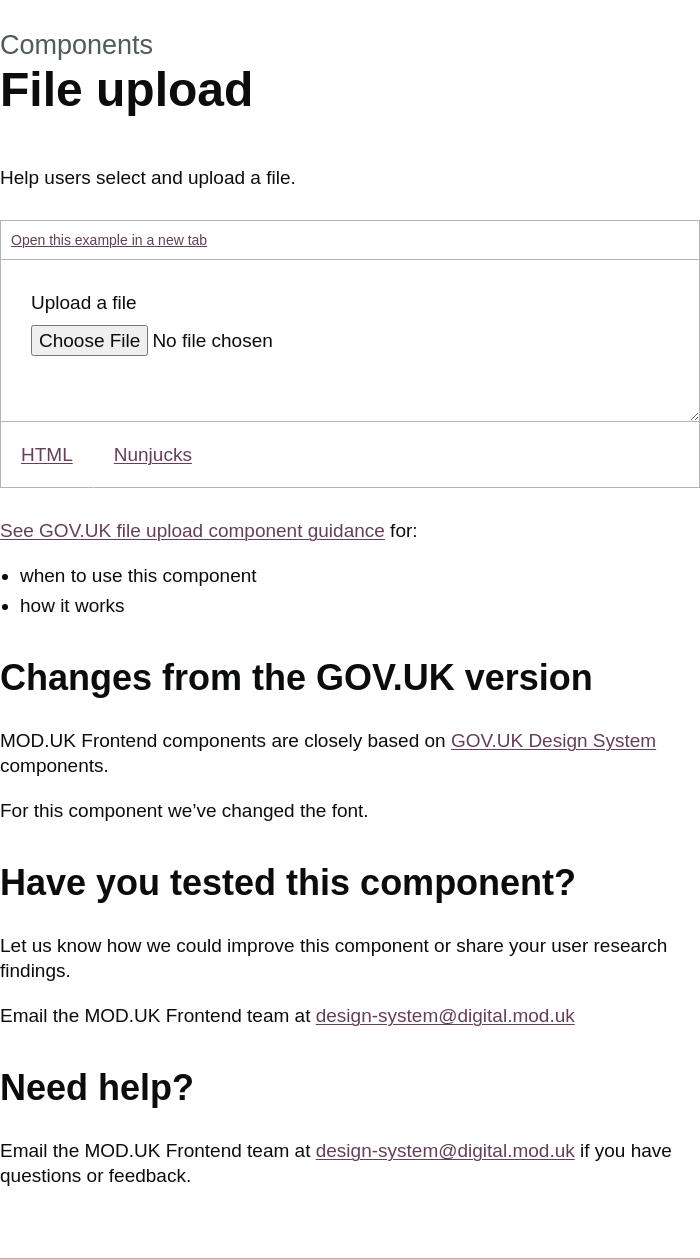 Components
File upload
Help users select and upload a file.
Open this example in a new tab
Upload a file
Choose File No file chosen
HTML Nunjucks
See GOV.UK file upload component guidance for:
• when to use this component
• how it works
Changes from the GOV.UK version
MOD.UK Frontend components are closely based on GOV.UK Design System
components.
For this component we’ve changed the font.
Have you tested this component?
Let us know how we could improve this component or share your user research
findings.
Email the MOD.UK Frontend team at design-system@digital.mod.uk
Need help?
Email the MOD.UK Frontend team at design-system@digital.mod.uk if you have
questions or feedback.